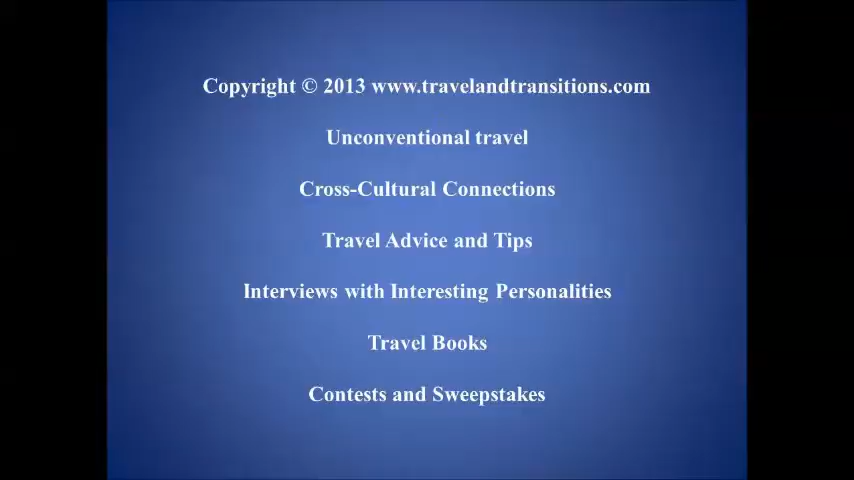 Copyright © 2013 www.travelandtransitions.com
Unconventional travel
Cross-Cultural Connections
Travel Advice and Tips
Interviews with Interesting Personalities
Travel Books
Contests and Sweepstakes